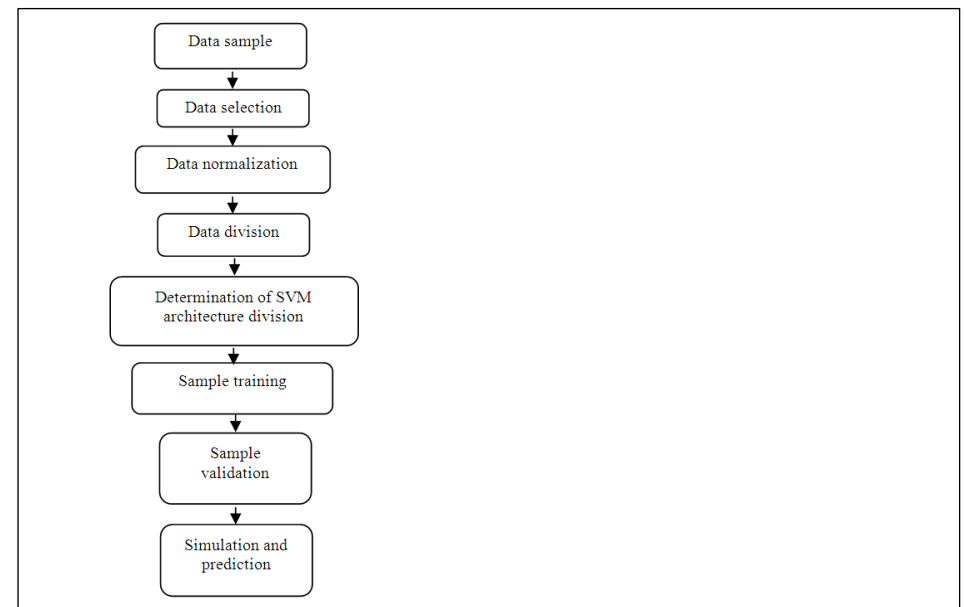 Data sample
Data selection
Data normalization
Data division
Determination of SVM
architecture division
Sample training
Sample
validation
Simulation and
prediction